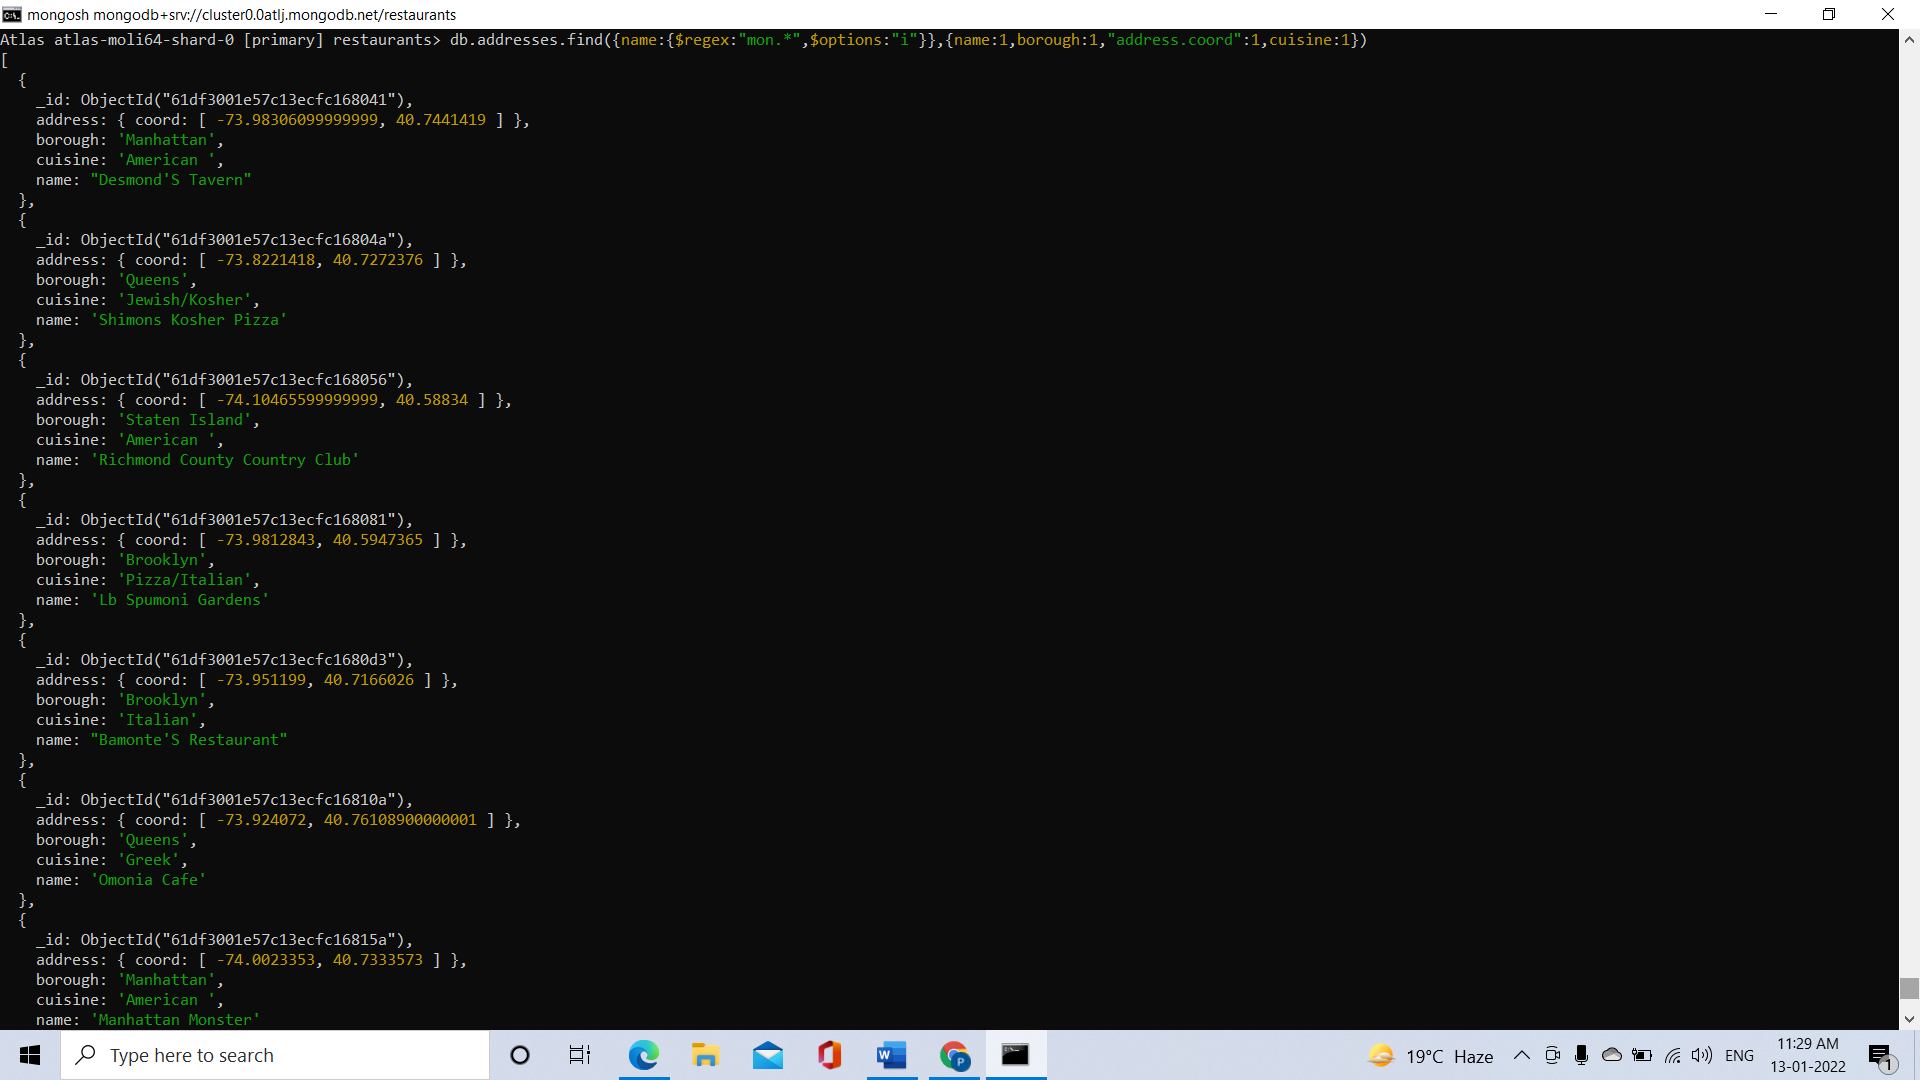 mongosh mongodb+srv://cluster0.0atlj.mongodb.net/restaurants
Atlas atlas-moli64-shard-0 [primary] restaurants> db.addresses.find({name:{$regex:"mon.*",$options:"i"}},{name:1,borough:1,"address.coord":1,cuisine:1})
[
  {
    _id: ObjectId("61df3001e57c13ecfc168041"),
    address: { coord: [ -73.98306099999999, 40.7441419 ] },
    borough: 'Manhattan',
    cuisine: 'American ',
    name: "Desmond'S Tavern"
  },
  {
    _id: ObjectId("61df3001e57c13ecfc16804a"),
    address: { coord: [ -73.8221418, 40.7272376 ] },
    borough: 'Queens',
    cuisine: 'Jewish/Kosher',
    name: 'Shimons Kosher Pizza'
  },
  {
    _id: ObjectId("61df3001e57c13ecfc168056"),
    address: { coord: [ -74.10465599999999, 40.58834 ] },
    borough: 'Staten Island',
    cuisine: 'American ',
    name: 'Richmond County Country Club'
  },
  {
    _id: ObjectId("61df3001e57c13ecfc168081"),
    address: { coord: [ -73.9812843, 40.5947365 ] },
    borough: 'Brooklyn',
    cuisine: 'Pizza/Italian',
    name: 'Lb Spumoni Gardens'
  },
  {
    _id: ObjectId("61df3001e57c13ecfc1680d3"),
    address: { coord: [ -73.951199, 40.7166026 ] },
    borough: 'Brooklyn',
    cuisine: 'Italian',
    name: "Bamonte'S Restaurant"
  },
  {
    _id: ObjectId("61df3001e57c13ecfc16810a"),
    address: { coord: [ -73.924072, 40.76108900000001 ] },
    borough: 'Queens',
    cuisine: 'Greek',
    name: 'Omonia Cafe'
  },
  {
    _id: ObjectId("61df3001e57c13ecfc16815a"),
    address: { coord: [ -74.0023353, 40.7333573 ] },
    borough: 'Manhattan',
    cuisine: 'American ',
    name: 'Manhattan Monster'
Type here to search
19°C Haze
ENG
11:29 AM
13-01-2022
1